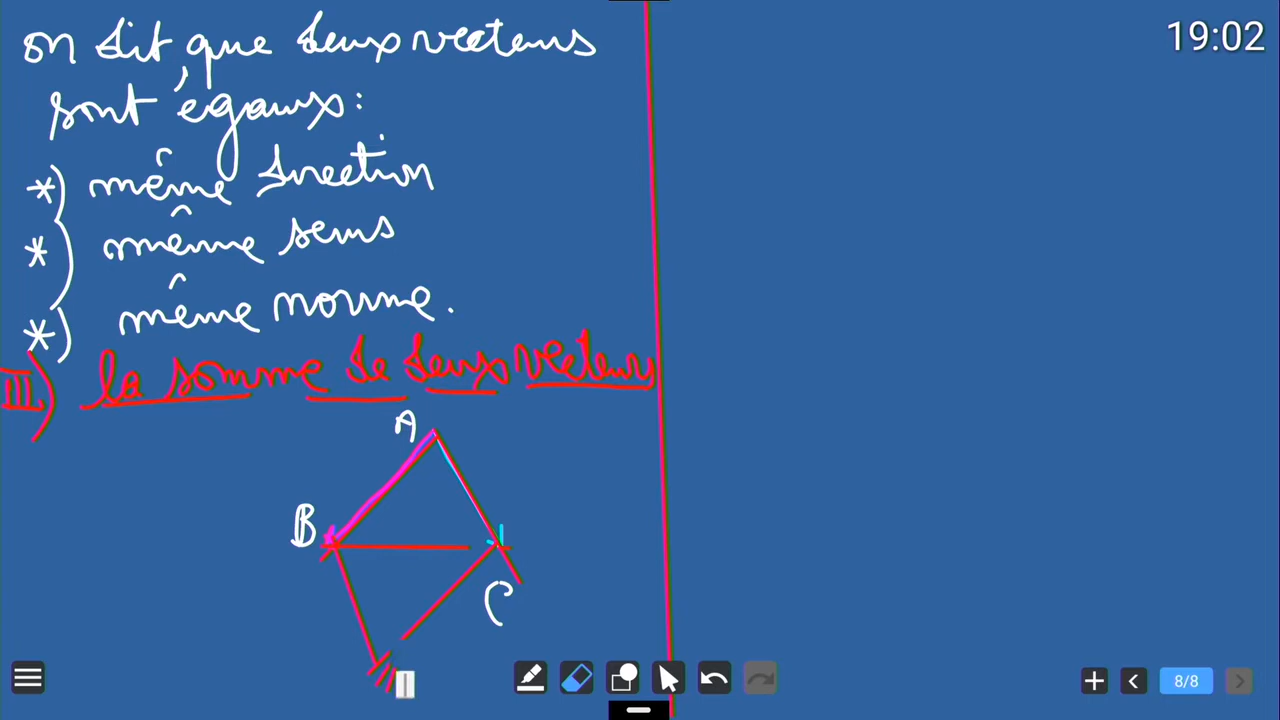 on dit que deux vecteurs
sont égaux:
*) même direction
*) même sens
*) même norme.
III) la somme de deux vecteurs
A
B
C
19:02
8/8